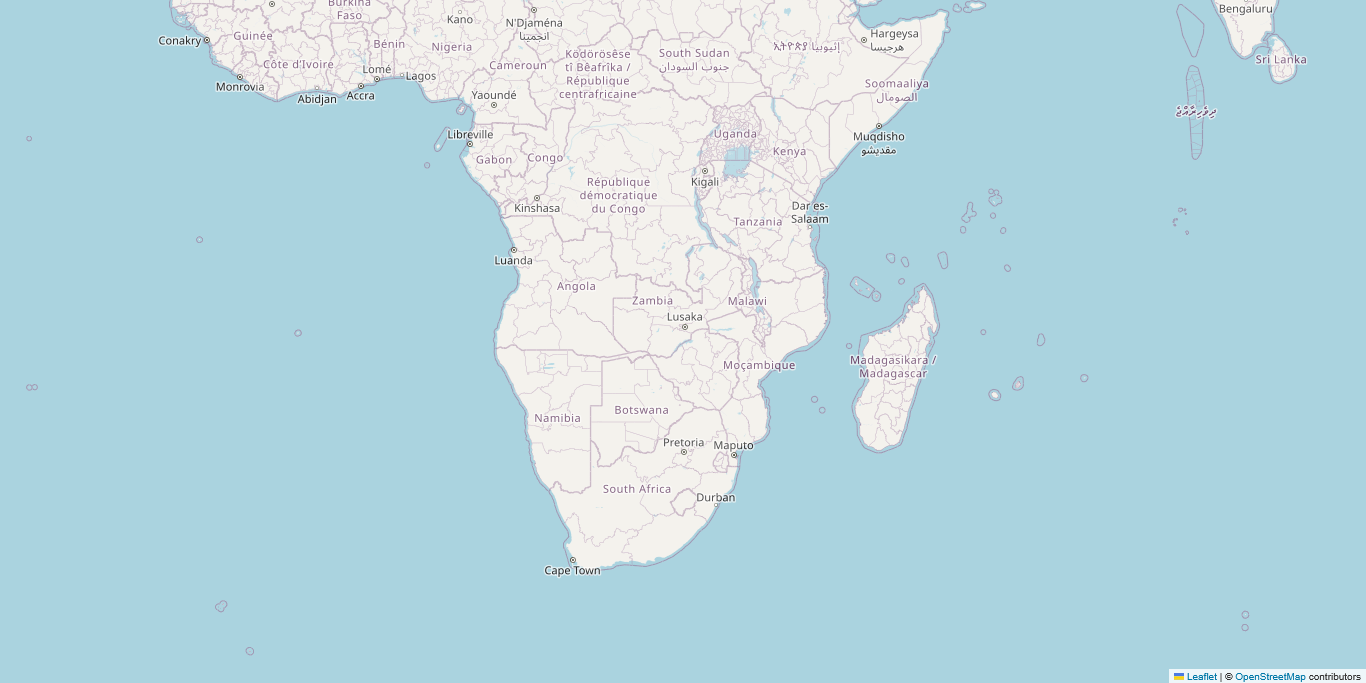 Burkina
Faso
Kano
N'Djaména
انجمينا
Hargeysa
هرجيسا
Bengaluru
Conakry
Guinée
Bénin
Nigeria
Côte d'Ivoire
Cameroun
Ködörösêse
tî Bêafrîka /
République
centrafricaine
South Sudan
جنوب السودان
ኢትዮጵያ إثيوبيا
Sri Lanka
Lomé
Lagos
Monrovia
Abidjan
Accra
Yaoundé
Soomaaliya
الصومال
ދިވެހިރާއްޖެ
Libreville
Uganda
Muqdisho
مقديشو
Gabon
Congo
Kenya
République
démocratique
du Congo
Kigali
Kinshasa
Dar es-
Salaam
Tanzania
Luanda
Angola
Zambia
Malawi
Lusaka
Moçambique
Madagasikara /
Madagascar
Namibia
Botswana
Pretoria
Maputo
South Africa
Durban
Cape Town
Leaflet | © OpenStreetMap contributors